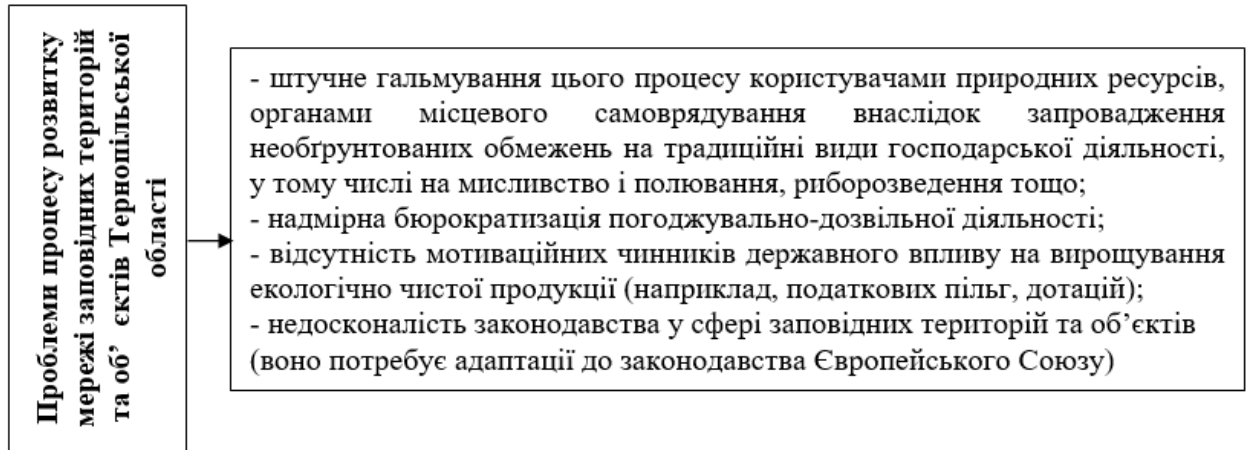 Проблеми процесу розвитку
мережі заповідних територій
та об’ єктів Тернопільської
області
- штучне гальмування цього процесу користувачами природних ресурсів,
органами місцевого самоврядування внаслідок запровадження
необґрунтованих обмежень на традиційні види господарської діяльності,
у тому числі на мисливство і полювання, риборозведення тощо;
- надмірна бюрократизація погоджувально-дозвільної діяльності;
- відсутність мотиваційних чинників державного впливу на вирощування
екологічно чистої продукції (наприклад, податкових пільг, дотацій);
- недосконалість законодавства у сфері заповідних територій та об’єктів
(воно потребує адаптації до законодавства Європейського Союзу)